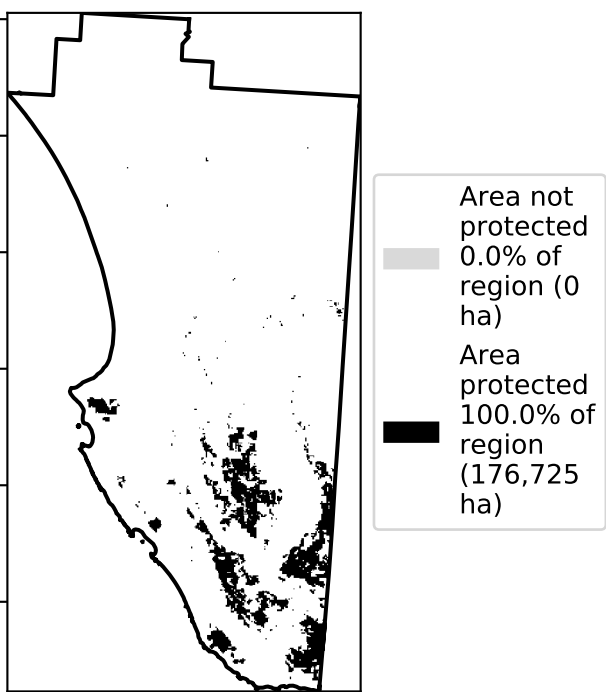 Area not
protected
0.0% of
region (0
ha)
Area
protected
100.0% of
region
(176,725
ha)